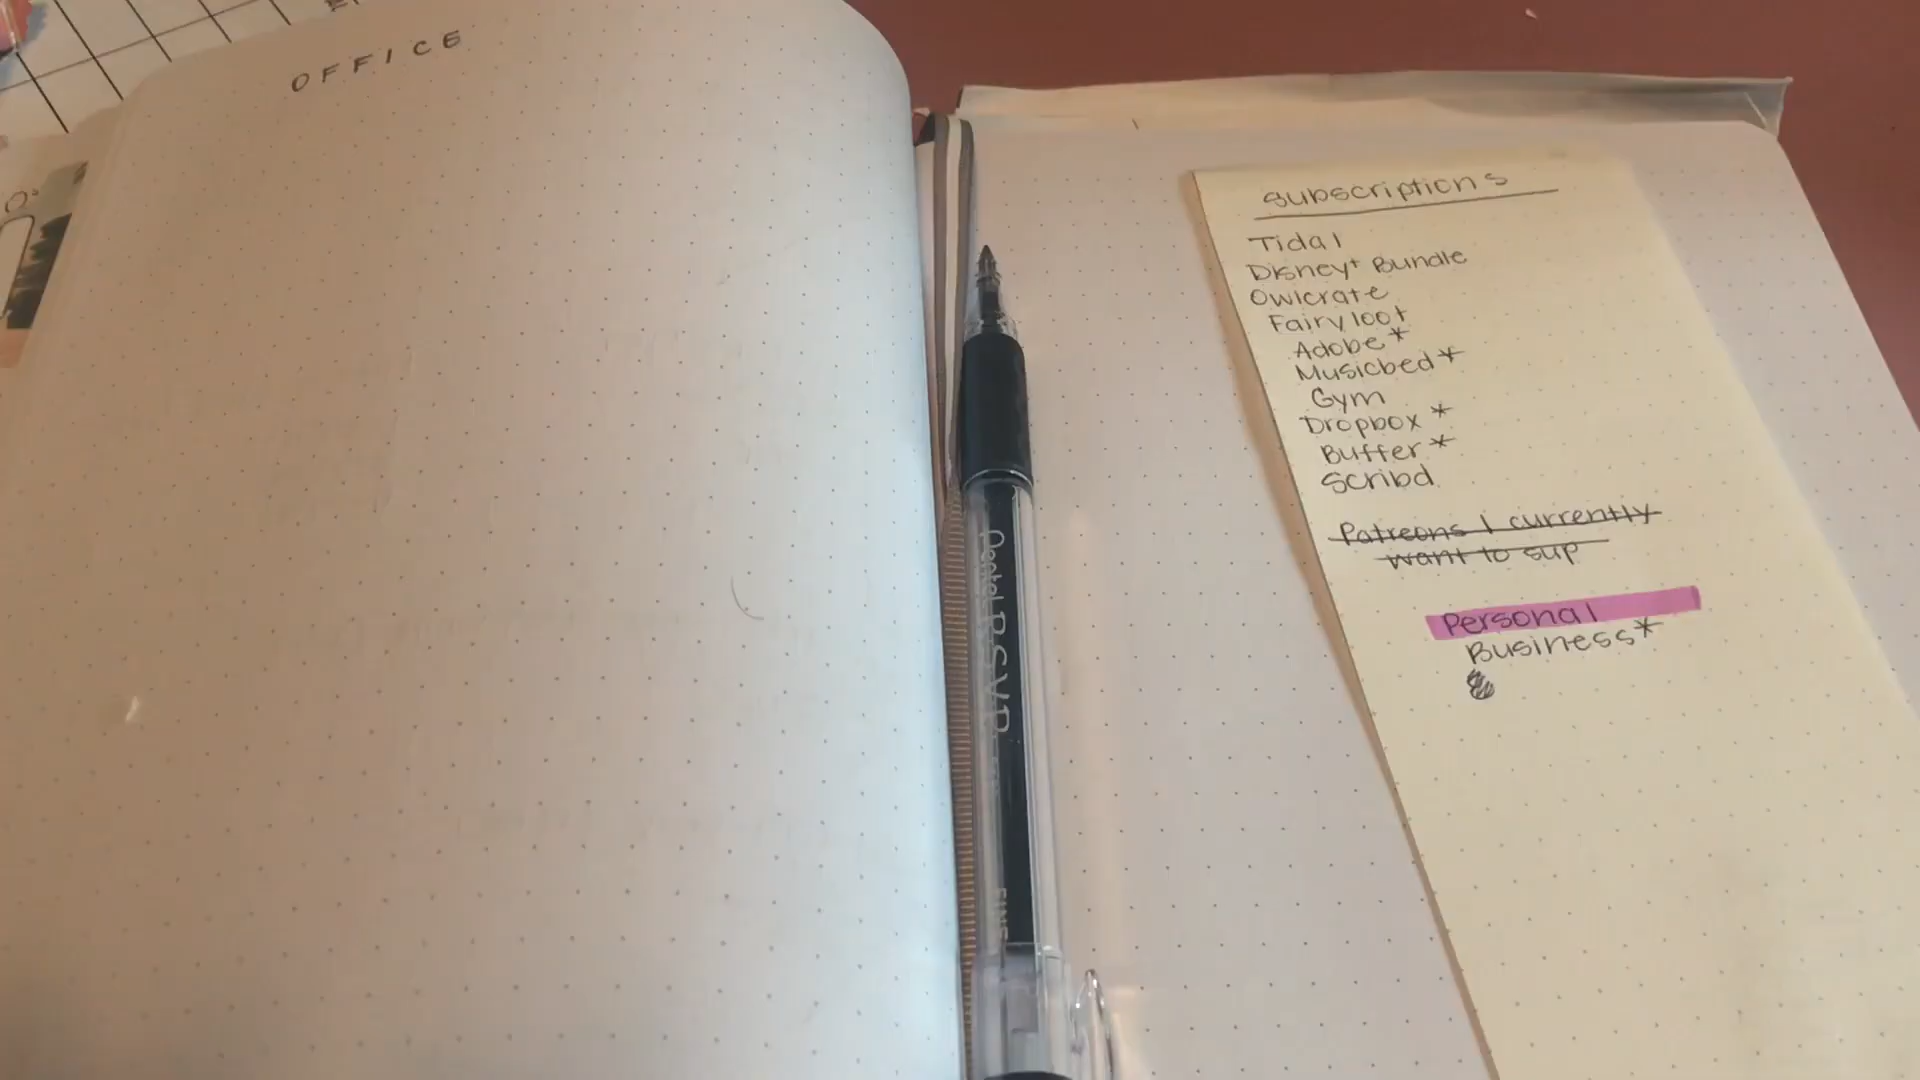 OFFICE
subscriptions
Tidal
Disney+ Bundle
Owlcrate
Fairyloot
Adobe*
Musicbed*
Gym
Dropbox*
Buffer*
Scribd
Patreons I currently
want to sup
Personal
Business*
Pentel R.S.V.P.
FINE